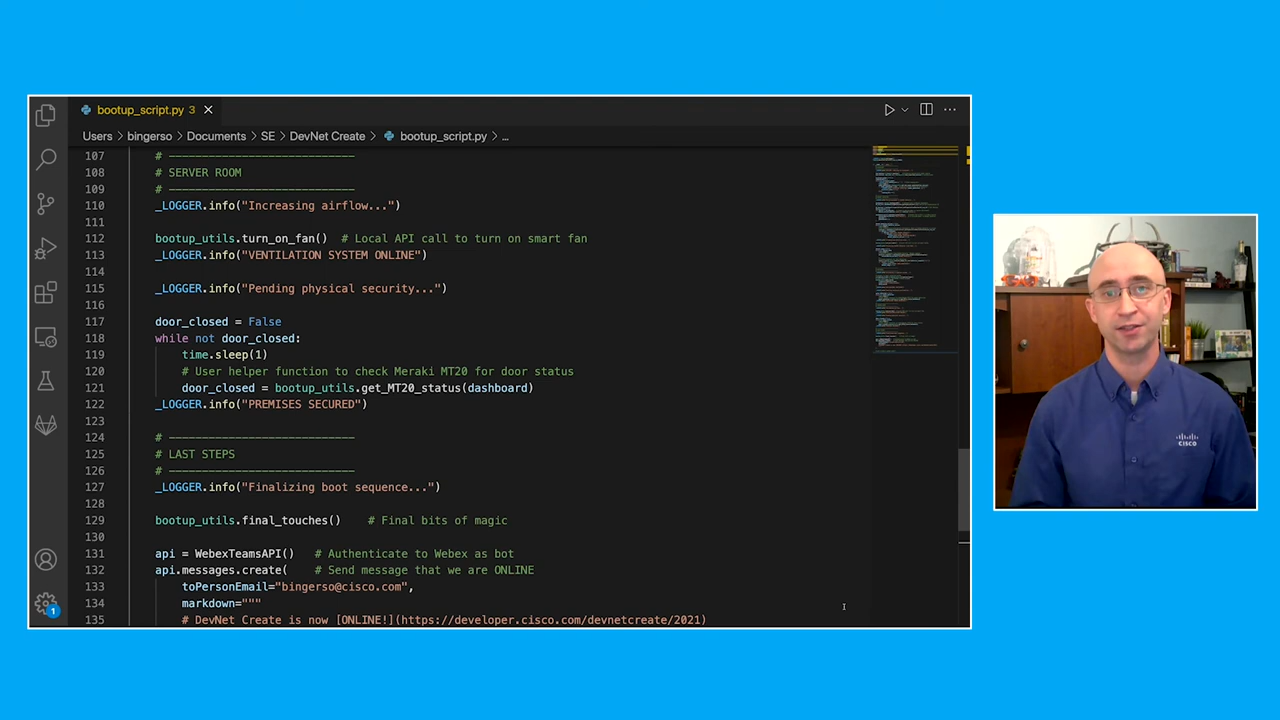 bootup_script.py 3
Users > bingerso > Documents > SE > DevNet Create > bootup_script.py > ...
107 # ----------------------------
108 # SERVER ROOM
109 # ----------------------------
110 _LOGGER.info("Increasing airflow...")
111
112 bootup_utils.turn_on_fan()  # Local API call to turn on smart fan
113 _LOGGER.info("VENTILATION SYSTEM ONLINE")
114
115 _LOGGER.info("Pending physical security...")
116
117 door_closed = False
118 while not door_closed:
119     time.sleep(1)
120     # User helper function to check Meraki MT20 for door status
121     door_closed = bootup_utils.get_MT20_status(dashboard)
122 _LOGGER.info("PREMISES SECURED")
123
124 # ----------------------------
125 # LAST STEPS
126 # ----------------------------
127 _LOGGER.info("Finalizing boot sequence...")
128
129 bootup_utils.final_touches()    # Final bits of magic
130
131 api = WebexTeamsAPI()   # Authenticate to Webex as bot
132 api.messages.create(    # Send message that we are ONLINE
133     toPersonEmail="bingerso@cisco.com",
134     markdown="""
135     # DevNet Create is now [ONLINE!](https://developer.cisco.com/devnetcreate/2021)
1
CISCO